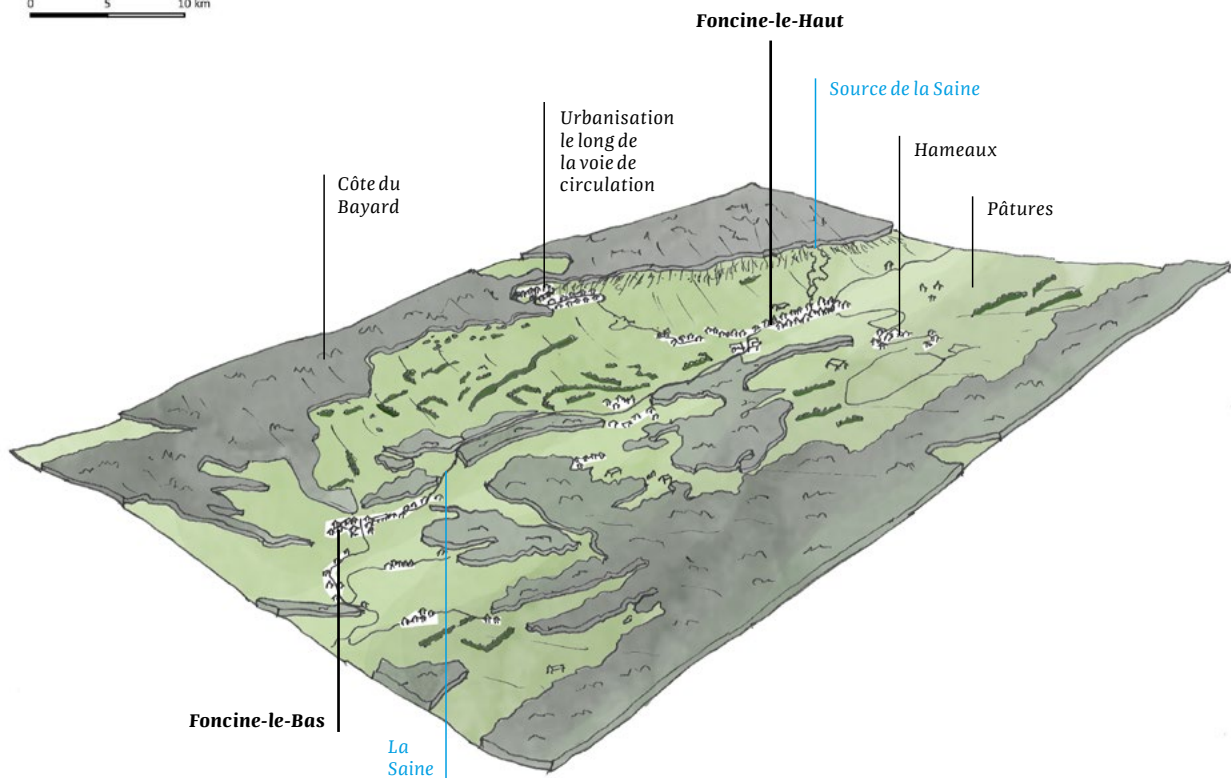 0 5 10 km
Foncine-le-Haut
Source de la Saine
Urbanisation
le long de
la voie de
circulation
Hameaux
Côte du
Bayard
Pâtures
Foncine-le-Bas
La
Saine